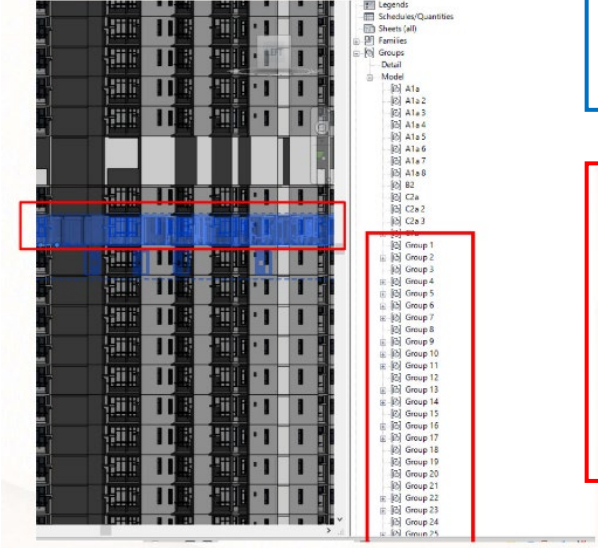 Legends
Schedules/Quantities
Sheets (all)
Families
Groups
Detail
Model
A1a
A1a 2
A1a 3
A1a 4
A1a 5
A1a 6
A1a 7
A1a 8
B2
C2a
C2a 2
C2a 3
Group 1
Group 2
Group 3
Group 4
Group 5
Group 6
Group 7
Group 8
Group 9
Group 10
Group 11
Group 12
Group 13
Group 14
Group 15
Group 16
Group 17
Group 18
Group 19
Group 20
Group 21
Group 22
Group 23
Group 24
Group 25